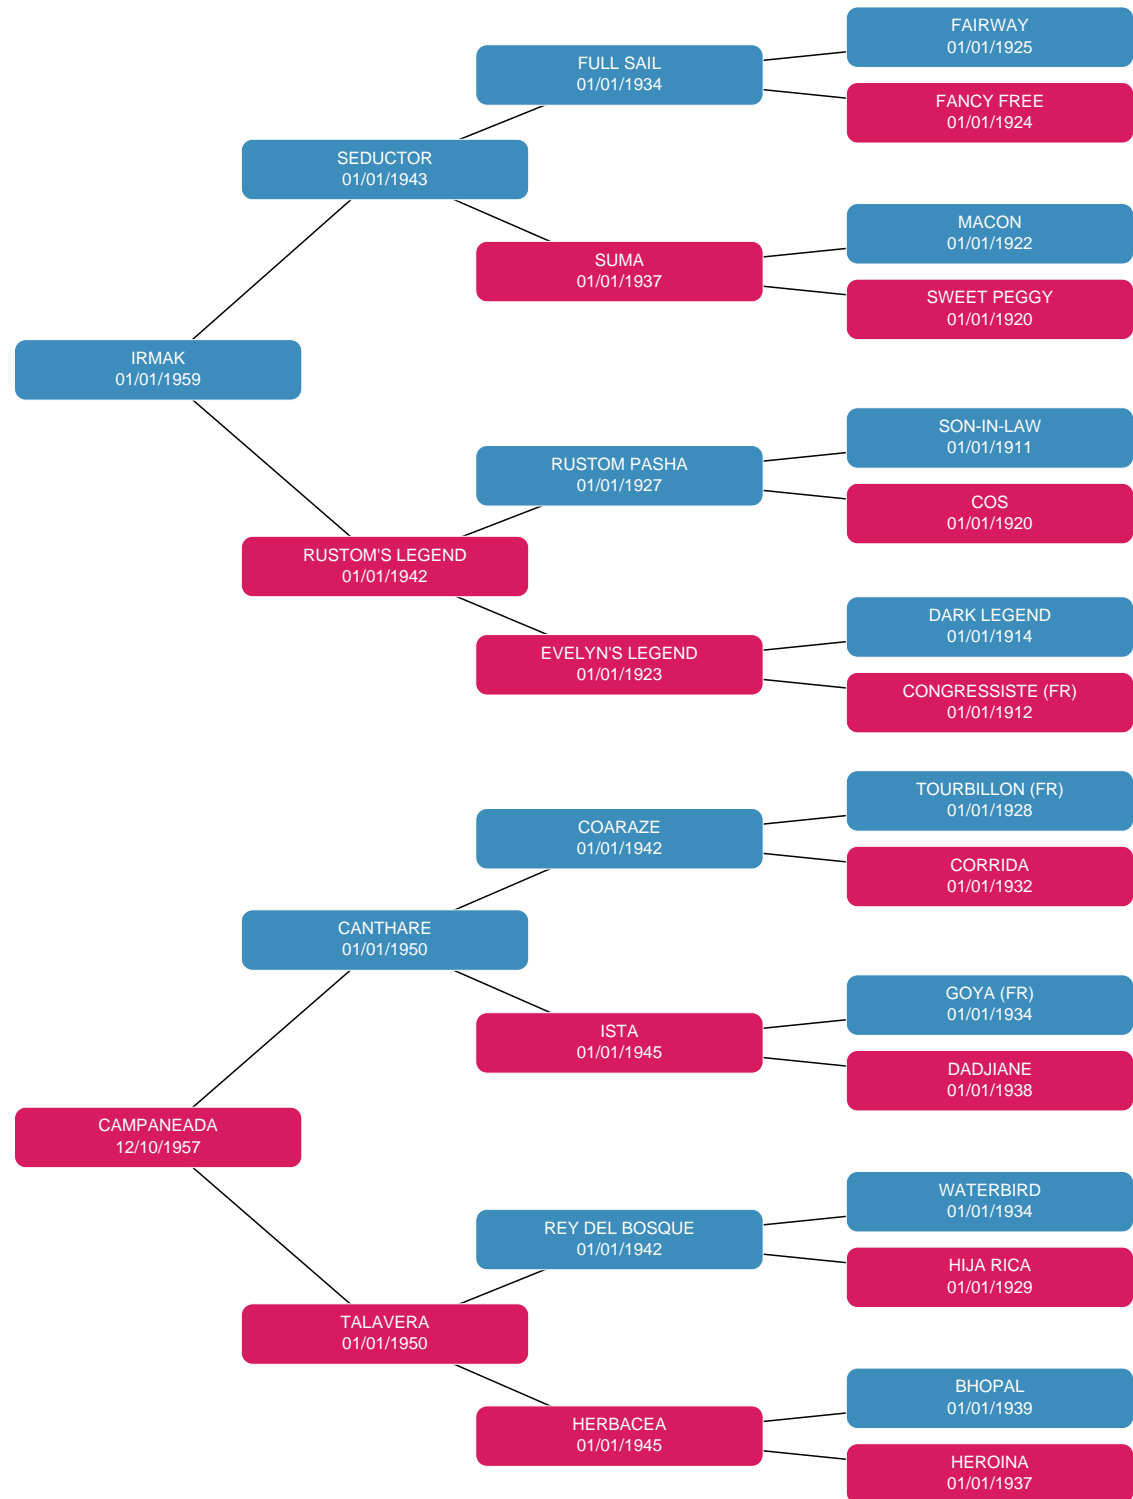 FAIRWAY
01/01/1925
FULL SAIL
01/01/1934
FANCY FREE
01/01/1924
SEDUCTOR
01/01/1943
MACON
01/01/1922
SUMA
01/01/1937
SWEET PEGGY
01/01/1920
IRMAK
01/01/1959
SON-IN-LAW
01/01/1911
RUSTOM PASHA
01/01/1927
COS
01/01/1920
RUSTOM'S LEGEND
01/01/1942
DARK LEGEND
01/01/1914
EVELYN'S LEGEND
01/01/1923
CONGRESSISTE (FR)
01/01/1912
TOURBILLON (FR)
01/01/1928
COARAZE
01/01/1942
CORRIDA
01/01/1932
CANTHARE
01/01/1950
GOYA (FR)
01/01/1934
ISTA
01/01/1945
DADJIANE
01/01/1938
CAMPANEADA
12/10/1957
WATERBIRD
01/01/1934
REY DEL BOSQUE
01/01/1942
HIJA RICA
01/01/1929
TALAVERA
01/01/1950
BHOPAL
01/01/1939
HERBACEA
01/01/1945
HEROINA
01/01/1937